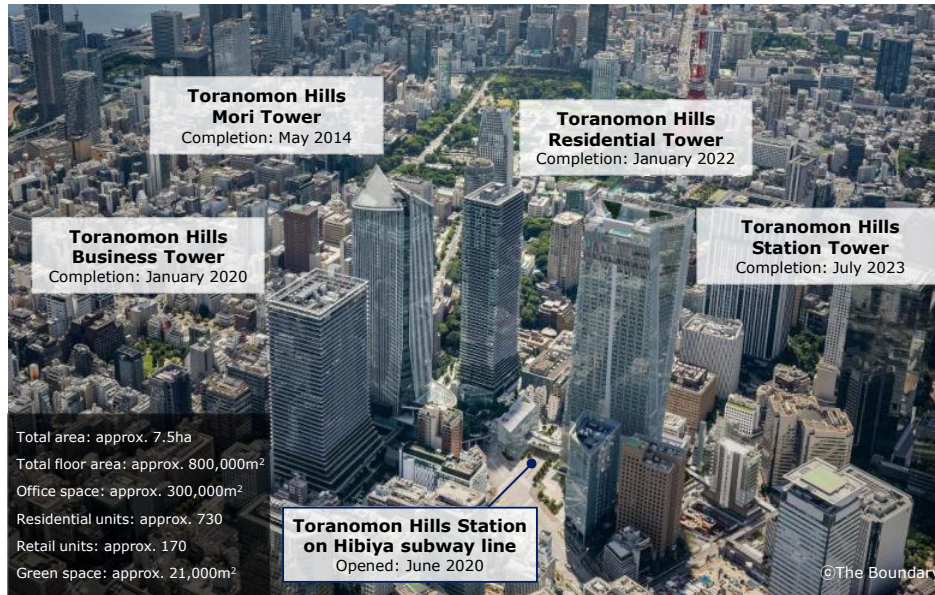 Toranomon Hills
Mori Tower
Completion: May 2014
Toranomon Hills
Residential Tower
Completion: January 2022
Toranomon Hills
Business Tower
Completion: January 2020
Toranomon Hills
Station Tower
Completion: July 2023
Total area: approx. 7.5ha
Total floor area: approx. 800,000m²
Office space: approx. 300,000m²
Residential units: approx. 730
Retail units: approx. 170
Green space: approx. 21,000m²
Toranomon Hills Station
on Hibiya subway line
Opened: June 2020
©The Boundary